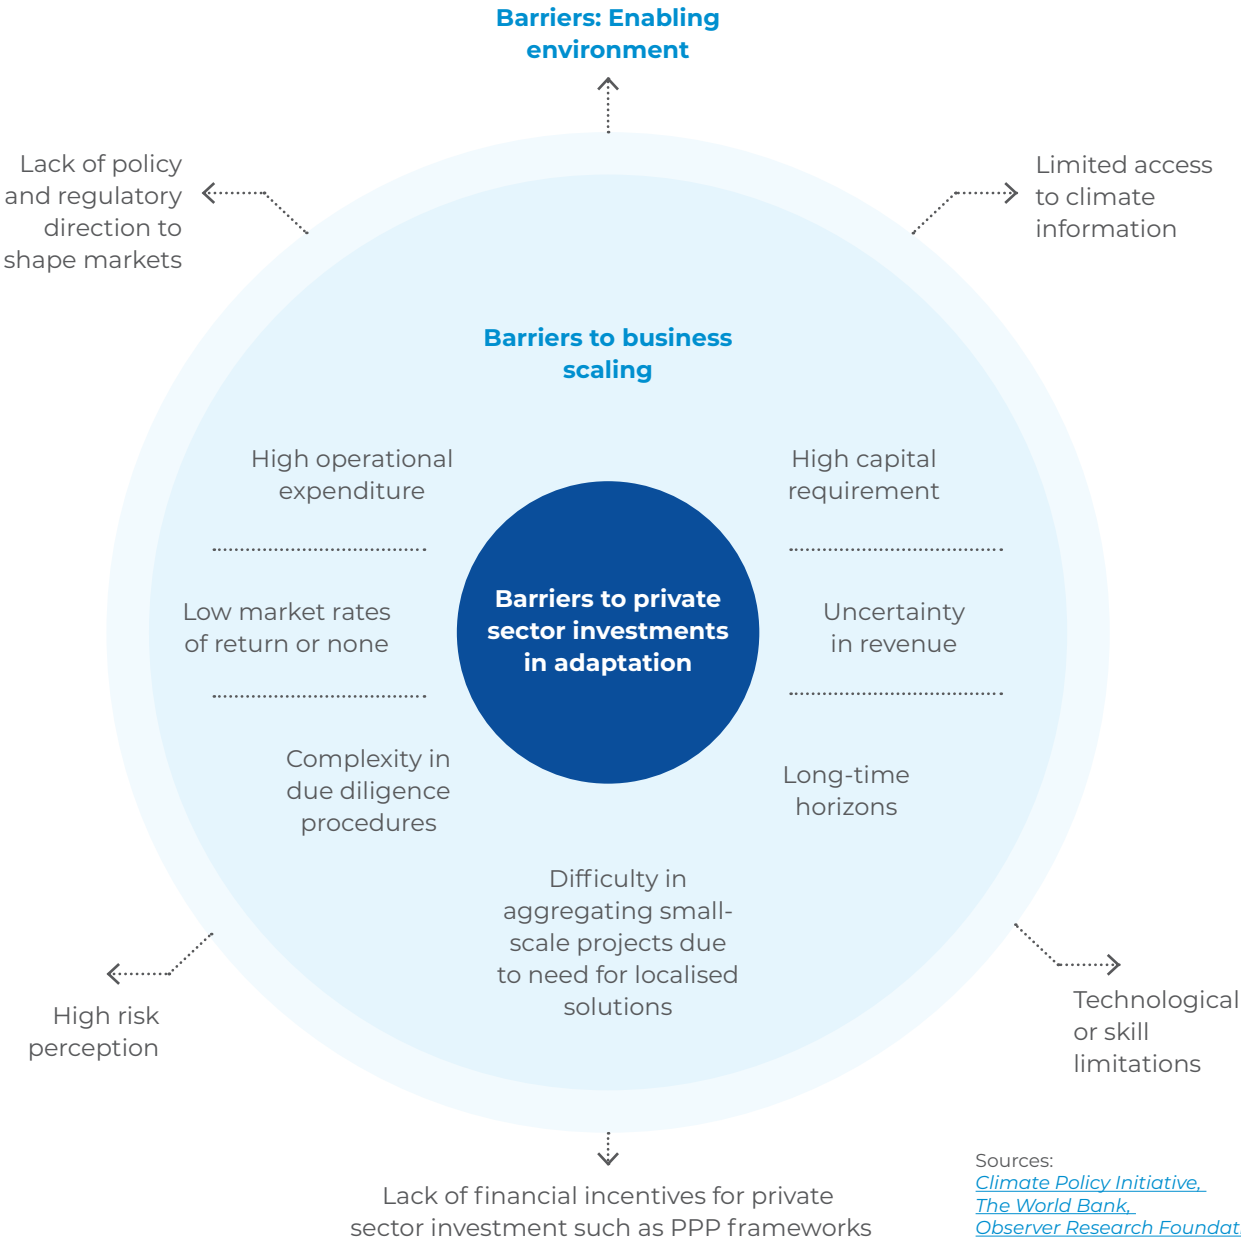 Barriers: Enabling
environment
Lack of policy
and regulatory
direction to
shape markets
Limited access
to climate
information
Barriers to business
scaling
High operational
expenditure
High capital
requirement
Low market rates
of return or none
Barriers to private
sector investments
in adaptation
Uncertainty
in revenue
Complexity in
due diligence
procedures
Long-time
horizons
Difficulty in
aggregating small-
scale projects due
to need for localised
solutions
High risk
perception
Technological
or skill
limitations
Lack of financial incentives for private
sector investment such as PPP frameworks
Sources:
Climate Policy Initiative,
The World Bank,
Observer Research